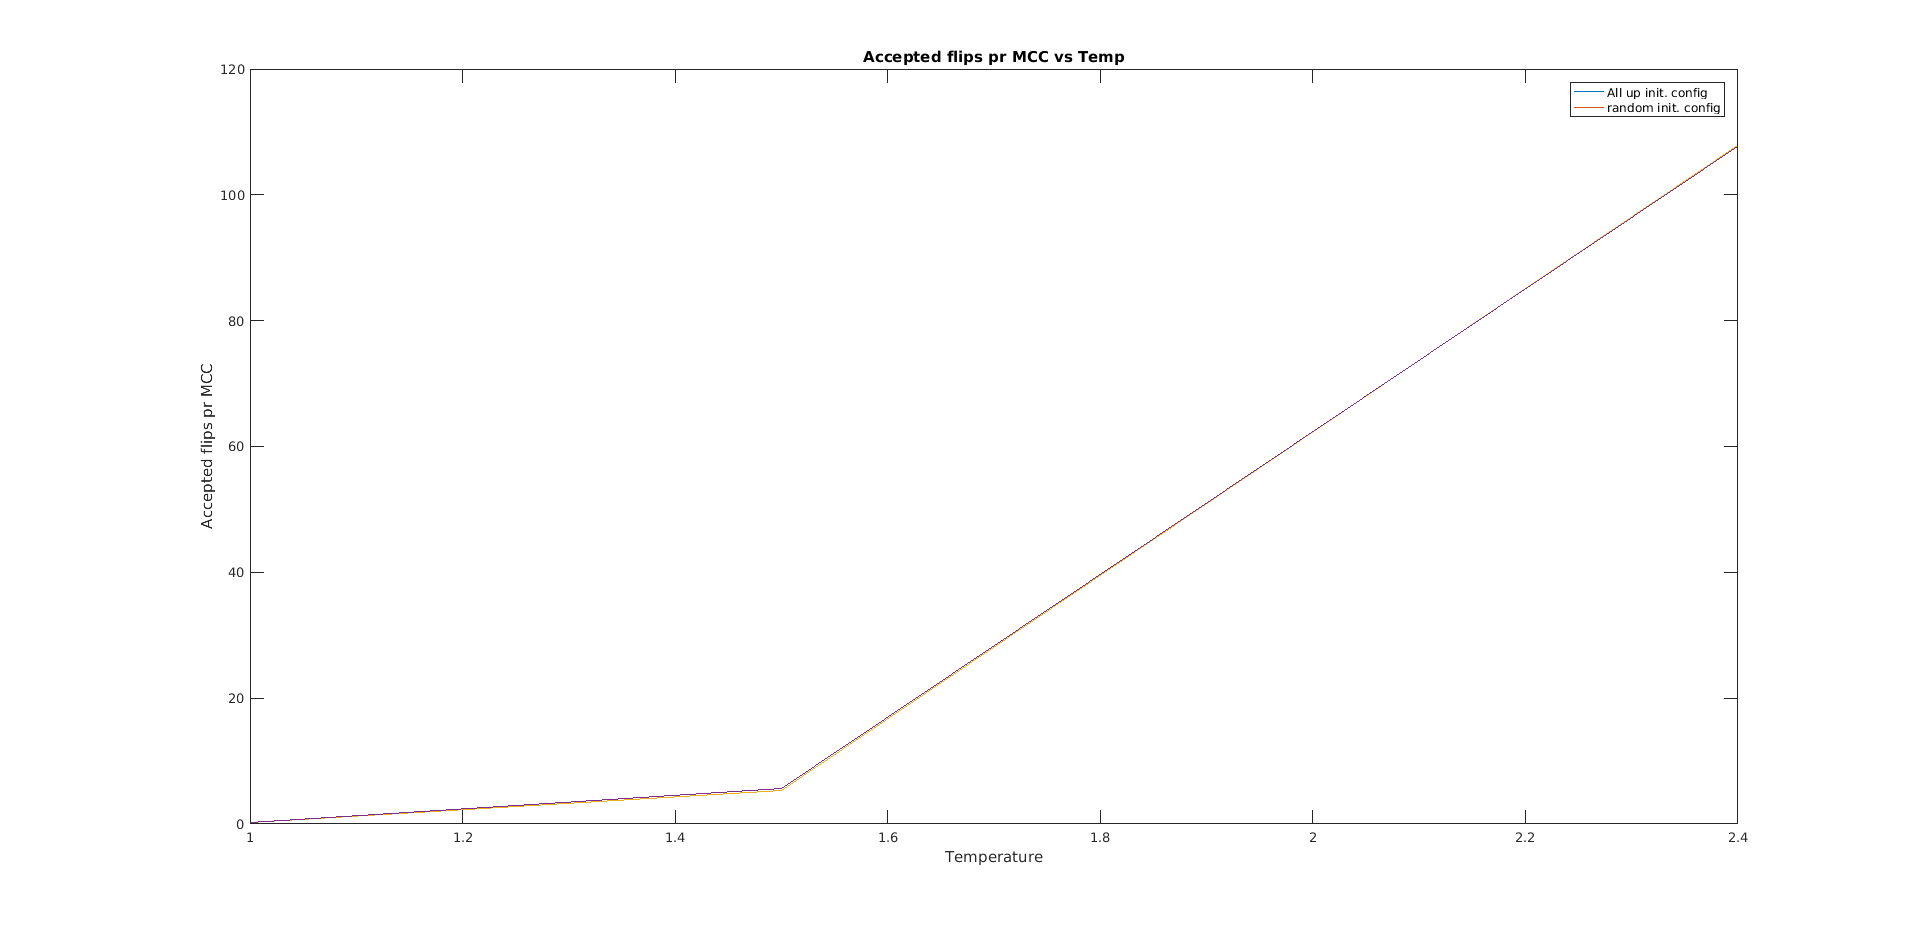 Accepted flips pr MCC vs Temp
120
100
80
60
40
20
0
Accepted flips pr MCC
All up init. config
random init. config
1 1.2 1.4 1.6 1.8 2 2.2 2.4
Temperature